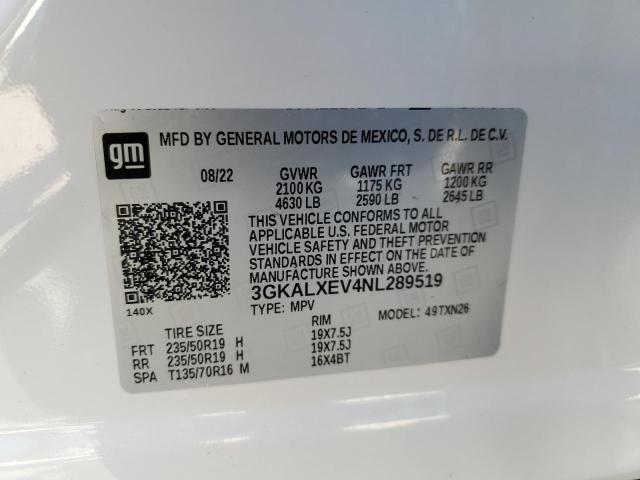 gm
MFD BY GENERAL MOTORS DE MEXICO, S. DE R.L. DE C.V.
08/22 GVWR GAWR FRT GAWR RR
2100 KG 1175 KG 1200 KG
4630 LB 2590 LB 2645 LB
THIS VEHICLE CONFORMS TO ALL
APPLICABLE U.S. FEDERAL MOTOR
VEHICLE SAFETY AND THEFT PREVENTION
STANDARDS IN EFFECT ON THE DATE OF
MANUFACTURE SHOWN ABOVE.
3GKALXEV4NL289519
140X
TYPE: MPV MODEL: 49TXN26
TIRE SIZE RIM
FRT 235/50R19 H 19X7.5J
RR 235/50R19 H 19X7.5J
SPA T135/70R16 M 16X4BT